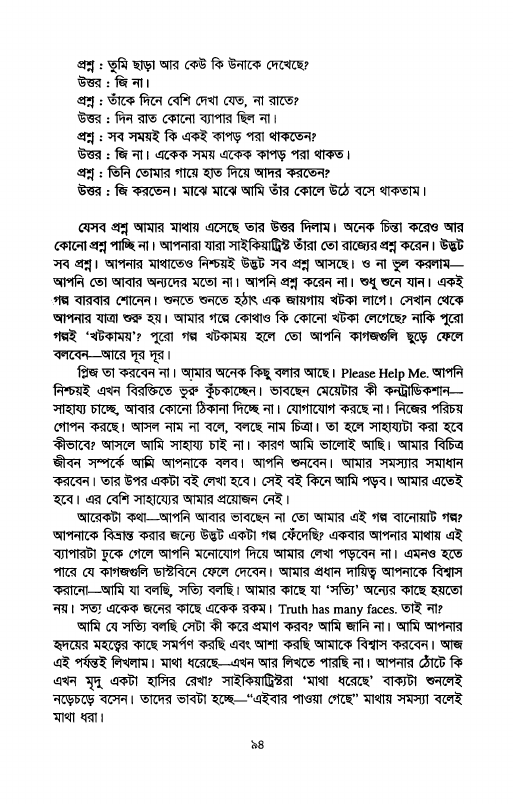 প্রশ্ন : তুমি ছাড়া আর কেউ কি উনাকে দেখেছে?
উত্তর : জি না।
প্রশ্ন : তাঁকে দিনে বেশি দেখা যেত, না রাতে?
উত্তর : দিন রাত কোনো ব্যাপার ছিল না।
প্রশ্ন : সব সময়ই কি একই কাপড় পরা থাকতেন?
উত্তর : জি না। একেক সময় একেক কাপড় পরা থাকত।
প্রশ্ন : তিনি তোমার গায়ে হাত দিয়ে আদর করতেন?
উত্তর : জি করতেন। মাঝে মাঝে আমি তাঁর কোলে উঠে বসে থাকতাম।
যেসব প্রশ্ন আমার মাথায় এসেছে তার উত্তর দিলাম। অনেক চিন্তা করেও আর
কোনো প্রশ্ন পাচ্ছি না। আপনারা যারা সাইকিয়াট্রিস্ট তাঁরা তো রাজ্যের প্রশ্ন করেন। উদ্ভট
সব প্রশ্ন। আপনার মাথাতেও নিশ্চয়ই উদ্ভট সব প্রশ্ন আসছে। ও না ভুল করলাম—
আপনি তো আবার অন্যদের মতো না। আপনি প্রশ্ন করেন না। শুধু শুনে যান। একই
গল্প বারবার শোনেন। শুনতে শুনতে হঠাৎ এক জায়গায় খটকা লাগে। সেখান থেকে
আপনার যাত্রা শুরু হয়। আমার গল্পে কোথাও কি কোনো খটকা লেগেছে? নাকি পুরো
গল্পই ‘খটকাময়’? পুরো গল্প খটকাময় হলে তো আপনি কাগজগুলি ছুড়ে ফেলে
বলবেন—আরে দূর দূর।
প্লিজ তা করবেন না। আমার অনেক কিছু বলার আছে। Please Help Me. আপনি
নিশ্চয়ই এখন বিরক্তিতে ভুরু কুঁচকাচ্ছেন। ভাবছেন মেয়েটার কী কনট্রাডিকশান—
সাহায্য চাচ্ছে, আবার কোনো ঠিকানা দিচ্ছে না। যোগাযোগ করছে না। নিজের পরিচয়
গোপন করছে। আসল নাম না বলে, বলছে নাম চিত্রা। তা হলে সাহায্যটা করা হবে
কীভাবে? আসলে আমি সাহায্য চাই না। কারণ আমি ভালোই আছি। আমার বিচিত্র
জীবন সম্পর্কে আমি আপনাকে বলব। আপনি শুনবেন। আমার সমস্যার সমাধান
করবেন। তার উপর একটা বই লেখা হবে। সেই বই কিনে আমি পড়ব। আমার এতেই
হবে। এর বেশি সাহায্যের আমার প্রয়োজন নেই।
আরেকটা কথা—আপনি আবার ভাবছেন না তো আমার এই গল্প বানোয়াট গল্প?
আপনাকে বিভ্রান্ত করার জন্যে উদ্ভট একটা গল্প ফেঁদেছি? একবার আপনার মাথায় এই
ব্যাপারটা ঢুকে গেলে আপনি মনোযোগ দিয়ে আমার লেখা পড়বেন না। এমনও হতে
পারে যে কাগজগুলি ডাস্টবিনে ফেলে দেবেন। আমার প্রধান দায়িত্ব আপনাকে বিশ্বাস
করানো—আমি যা বলছি, সত্যি বলছি। আমার কাছে যা ‘সত্যি’ অন্যের কাছে হয়তো
নয়। সত্য একেক জনের কাছে একেক রকম। Truth has many faces. তাই না?
আমি যে সত্যি বলছি সেটা কী করে প্রমাণ করব? আমি জানি না। আমি আপনার
হৃদয়ের মহত্ত্বের কাছে সমর্পণ করছি এবং আশা করছি আমাকে বিশ্বাস করবেন। আজ
এই পর্যন্তই লিখলাম। মাথা ধরেছে—এখন আর লিখতে পারছি না। আপনার ঠোঁটে কি
এখন মৃদু একটা হাসির রেখা? সাইকিয়াট্রিস্টরা ‘মাথা ধরেছে’ বাক্যটা শুনলেই
নড়েচড়ে বসেন। তাদের ভাবটা হচ্ছে—“এইবার পাওয়া গেছে” মাথায় সমস্যা বলেই
মাথা ধরা।
৯৪